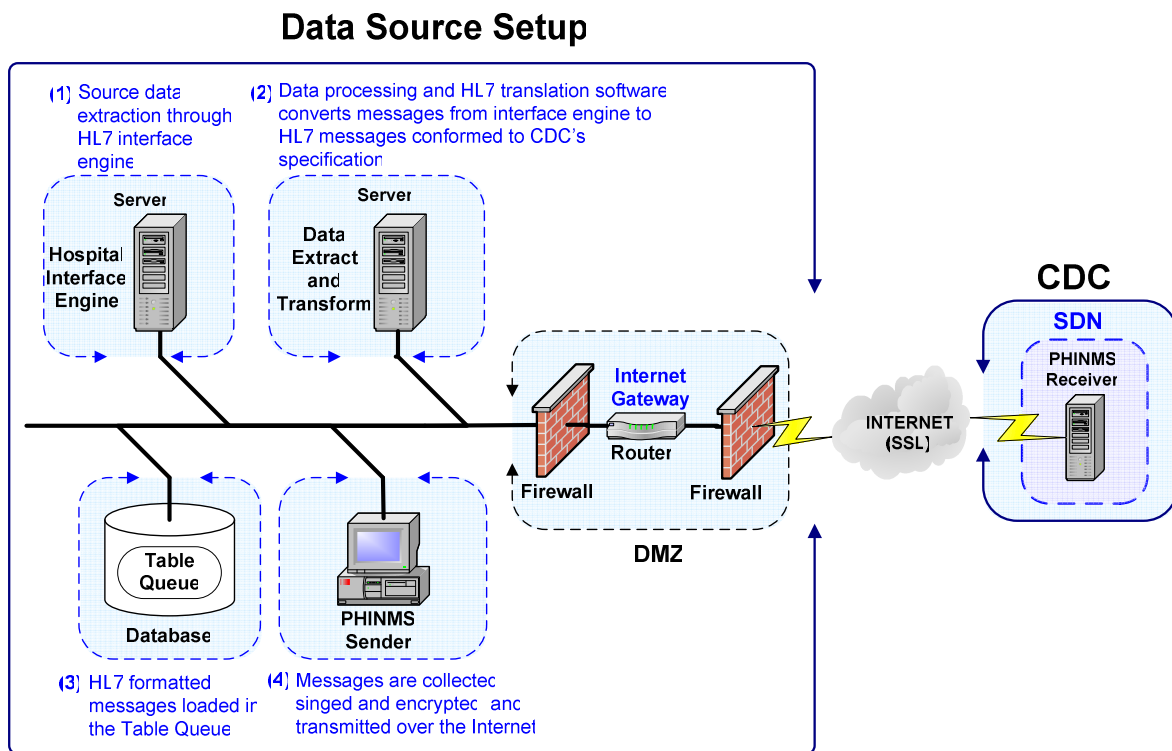 Data Source Setup
(1) Source data
extraction through
HL7 interface
engine
(2) Data processing and HL7 translation software
converts messages from interface engine to
HL7 messages conformed to CDC's
specification
Server
Hospital
Interface
Engine
Server
Data
Extract
and
Transform
CDC
SDN
PHINMS
Receiver
Internet
Gateway
Router
Firewall
Firewall
INTERNET
(SSL)
DMZ
Table
Queue
Database
PHINMS
Sender
(3) HL7 formatted
messages loaded in
the Table Queue
(4) Messages are collected
singed and encrypted and
transmitted over the Internet